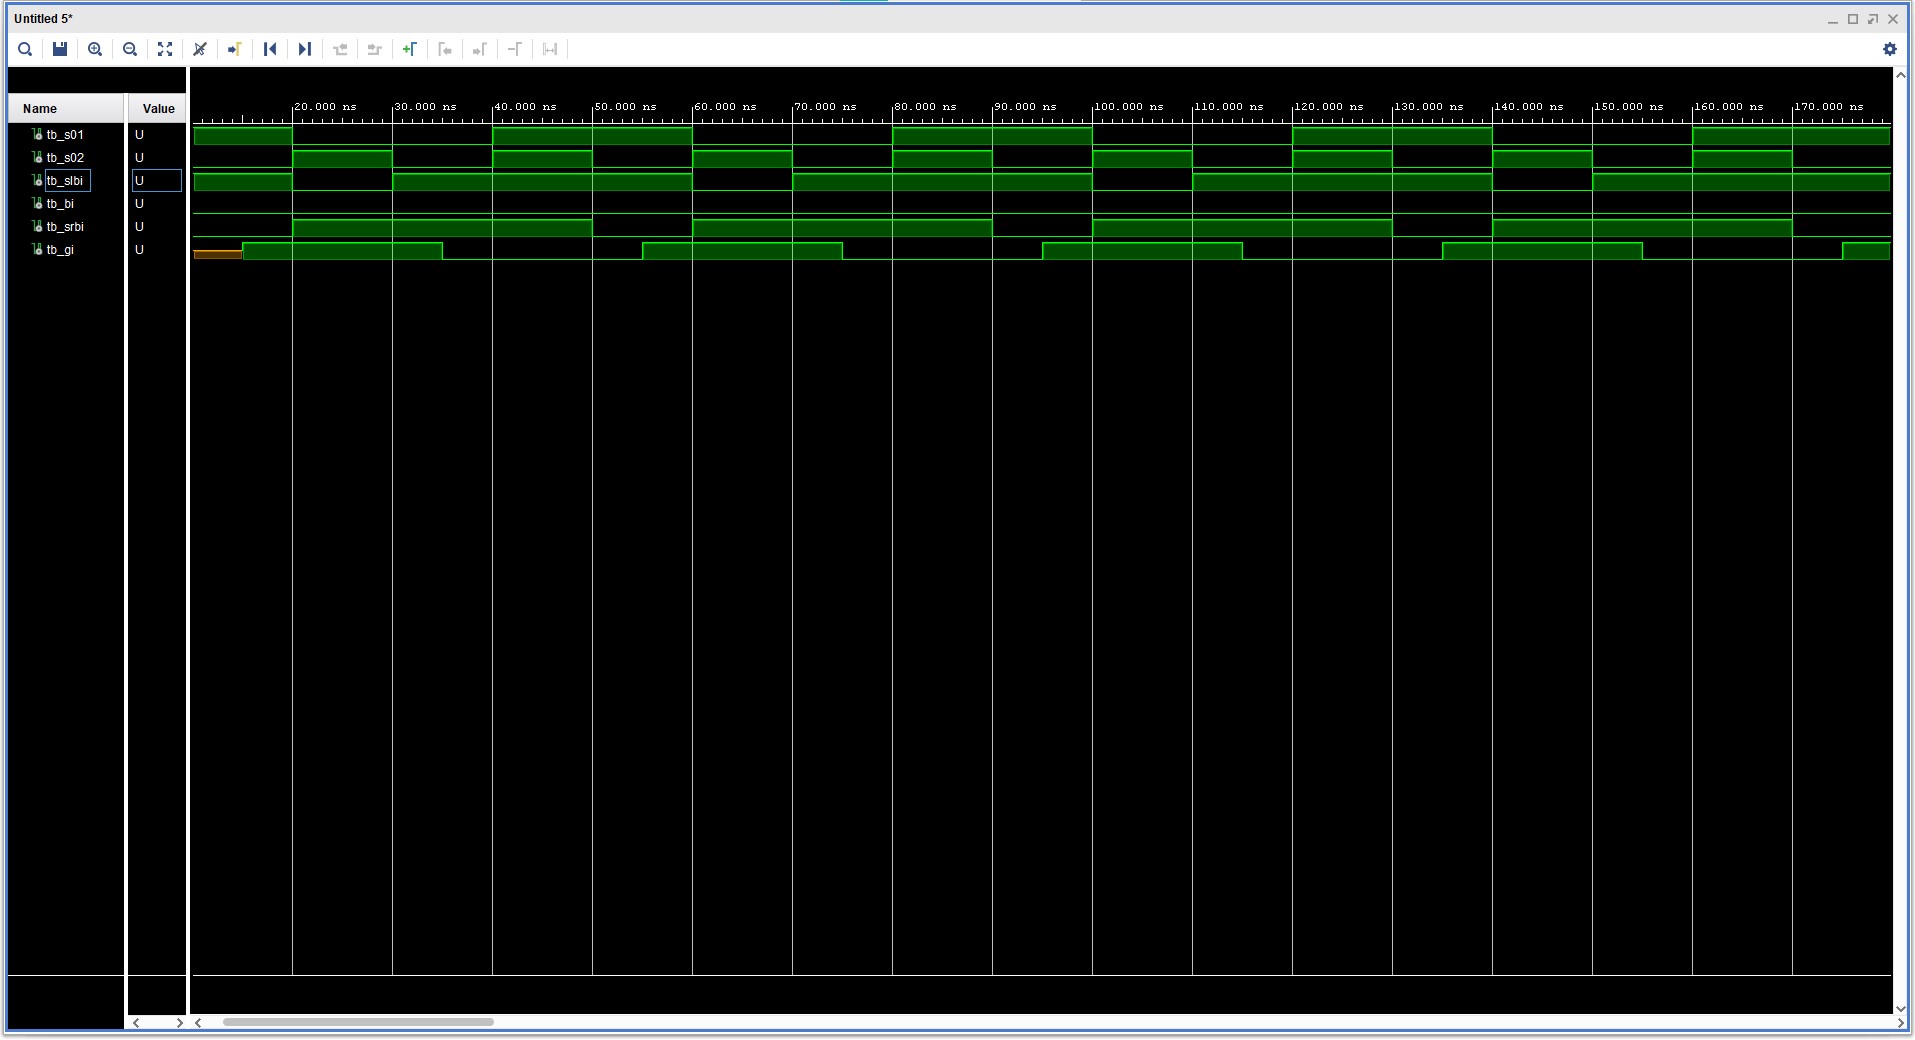 Untitled 5*
Name Value
20.000 ns 30.000 ns 40.000 ns 50.000 ns 60.000 ns 70.000 ns 80.000 ns 90.000 ns 100.000 ns 110.000 ns 120.000 ns 130.000 ns 140.000 ns 150.000 ns 160.000 ns 170.000 ns
tb_s01 U
tb_s02 U
tb_slbi U
tb_bi U
tb_srbi U
tb_gi U